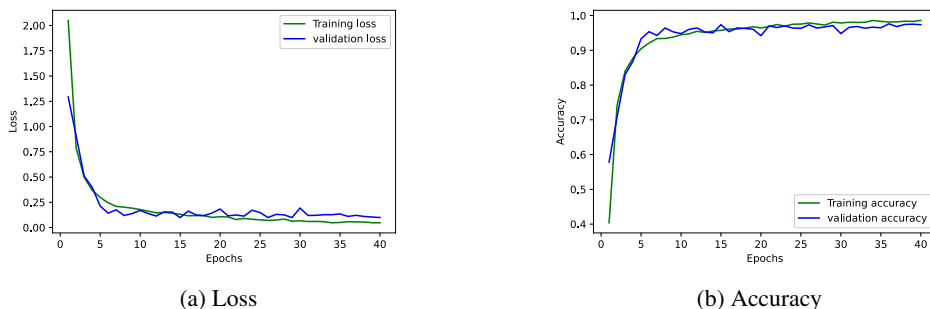 2.00
1.75
1.50
1.25
1.00
0.75
0.50
0.25
0.00
Loss
Training loss
validation loss
0 5 10 15 20 25 30 35 40
Epochs
(a) Loss
1.0
0.9
0.8
0.7
0.6
0.5
0.4
Accuracy
Training accuracy
validation accuracy
0 5 10 15 20 25 30 35 40
Epochs
(b) Accuracy